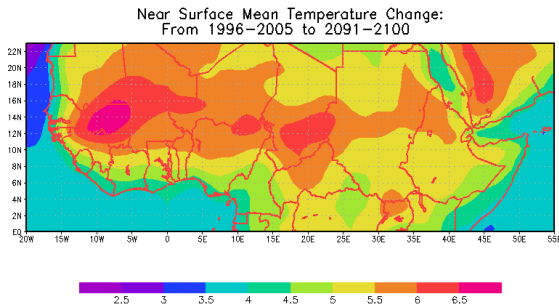 Near Surface Mean Temperature Change:
From 1996-2005 to 2091-2100
22N
20N
18N
16N
14N
12N
10N
8N
6N
4N
2N
EQ
20W 15W 10W 5W 0 5E 10E 15E 20E 25E 30E 35E 40E 45E 50E 55E
2.5 3 3.5 4 4.5 5 5.5 6 6.5